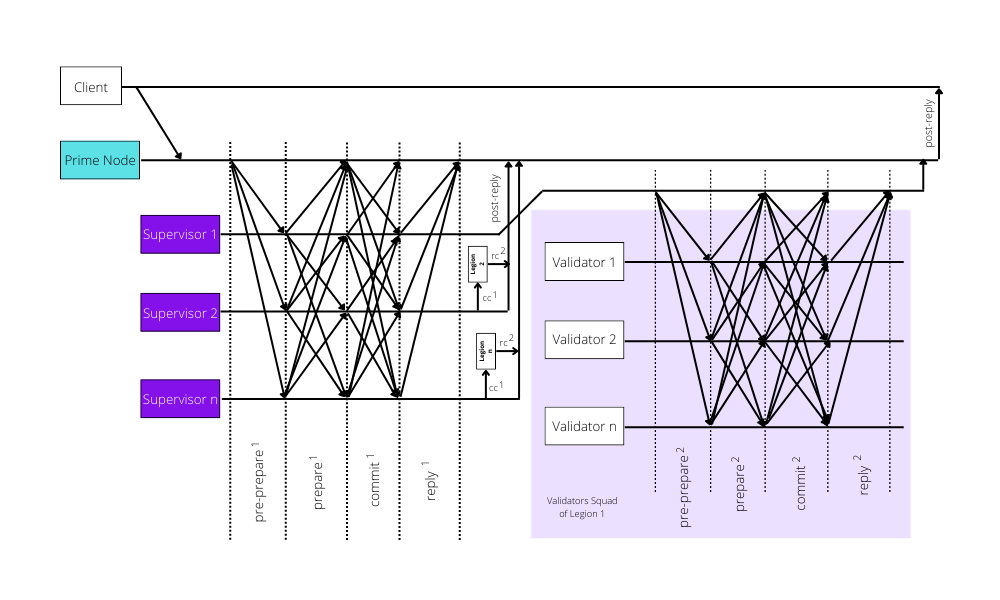 Client
post-reply
Prime Node
post-reply
Supervisor 1
Legion
2
rc 2
cc 1
Validator 1
Supervisor 2
Legion
n
rc 2
cc 1
Validator 2
Supervisor n
Validator n
pre-prepare 1
prepare 1
commit 1
reply 1
pre-prepare 2
prepare 2
commit 2
reply 2
Validators Squad
of Legion 1